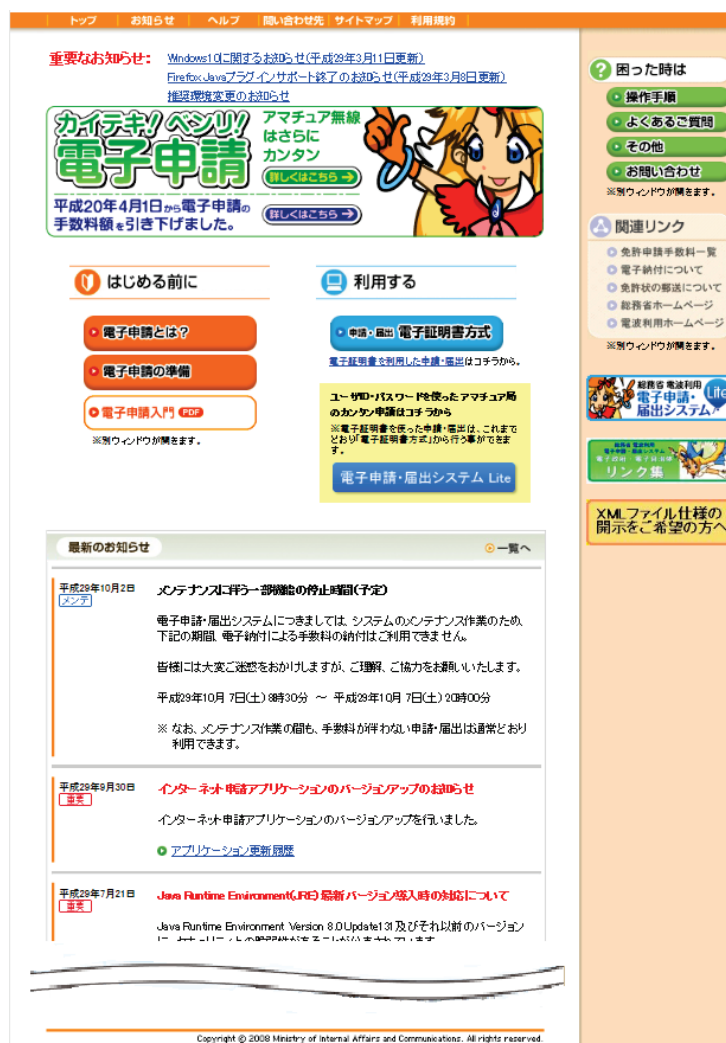 トップ
お知らせ
ヘルプ
問い合わせ先
サイトマップ
利用規約
重要なお知らせ:
Windows10に関するお知らせ(平成29年3月11日更新)
Firefox Javaプラグインサポート終了のお知らせ(平成29年3月8日更新)
推奨環境変更のお知らせ
カイテキ!ベンリ!
電子申請
アマチュア無線
はさらに
カンタン
詳しくはこちら
平成20年4月1日から電子申請の
手数料額を引き下げました。
詳しくはこちら
はじめる前に
電子申請とは?
電子申請の準備
電子申請入門 PDF
※別ウィンドウが開きます。
利用する
申請・届出 電子証明書方式
電子証明書を利用した申請・届出はコチラから。
ユーザID・パスワードを使ったアマチュア局
のカンタン申請はコチラから
※電子証明書を使った申請・届出は、これまで
どおり「電子証明書方式」から行う事ができま
す。
電子申請・届出システム Lite
最新のお知らせ
一覧へ
平成29年10月2日
メンテ
メンテナンスに伴う一部機能の停止時間(予定)
電子申請・届出システムにつきましては、システムのメンテナンス作業のため、
下記の期間、電子納付による手数料の納付はご利用できません。
皆様には大変ご迷惑をおかけしますが、ご理解、ご協力をお願いいたします。
平成29年10月 7日(土) 8時30分 ～ 平成29年10月 7日(土) 20時00分
※ なお、メンテナンス作業の間も、手数料が伴わない申請・届出は通常どおり
利用できます。
平成29年9月30日
重要
インターネット申請アプリケーションのバージョンアップのお知らせ
インターネット申請アプリケーションのバージョンアップを行いました。
アプリケーション更新履歴
平成29年7月21日
重要
Java Runtime Environment(JRE)最新バージョン導入時の対応について
Java Runtime Environment Version 8.0 Update131 及びそれ以前のバージョン
Copyright © 2008 Ministry of Internal Affairs and Communications. All rights reserved.
困った時は
操作手順
よくあるご質問
その他
お問い合わせ
※別ウィンドウが開きます。
関連リンク
免許申請手数料一覧
電子納付について
免許状の郵送について
総務省ホームページ
電波利用ホームページ
※別ウィンドウが開きます。
総務省 電波利用
電子申請・
届出システム
Lite
リンク集
XMLファイル仕様の
開示をご希望の方へ